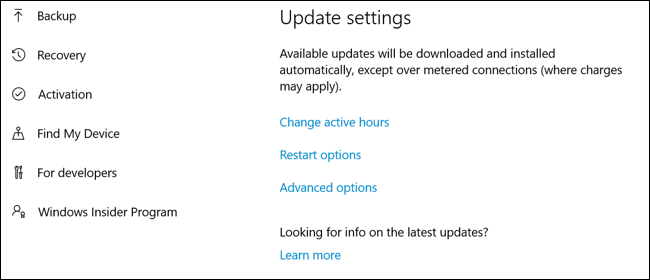 Backup
Recovery
Activation
Find My Device
For developers
Windows Insider Program
Update settings
Available updates will be downloaded and installed
automatically, except over metered connections (where charges
may apply).
Change active hours
Restart options
Advanced options
Looking for info on the latest updates?
Learn more